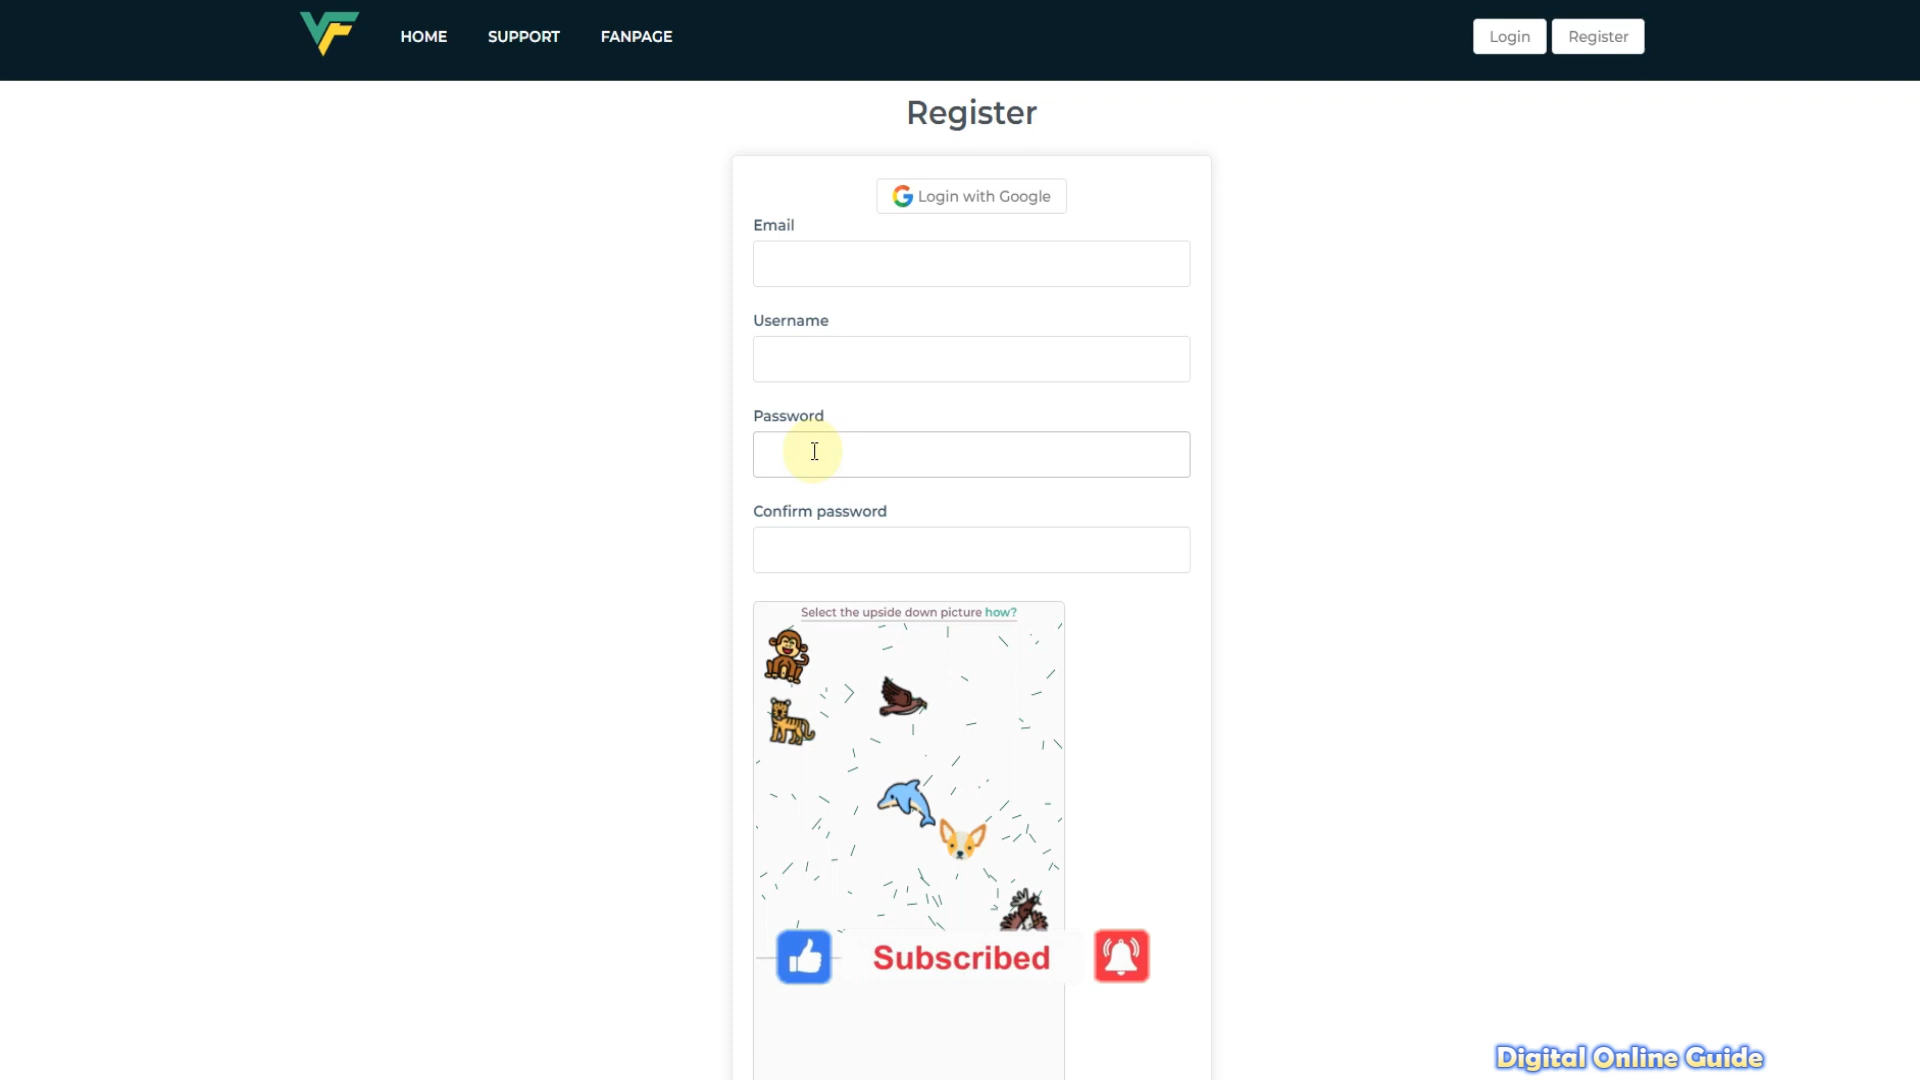 HOME SUPPORT FANPAGE Login Register
Register
Login with Google
Email
Username
Password
Confirm password
Select the upside down picture how?
Subscribed
Digital Online Guide